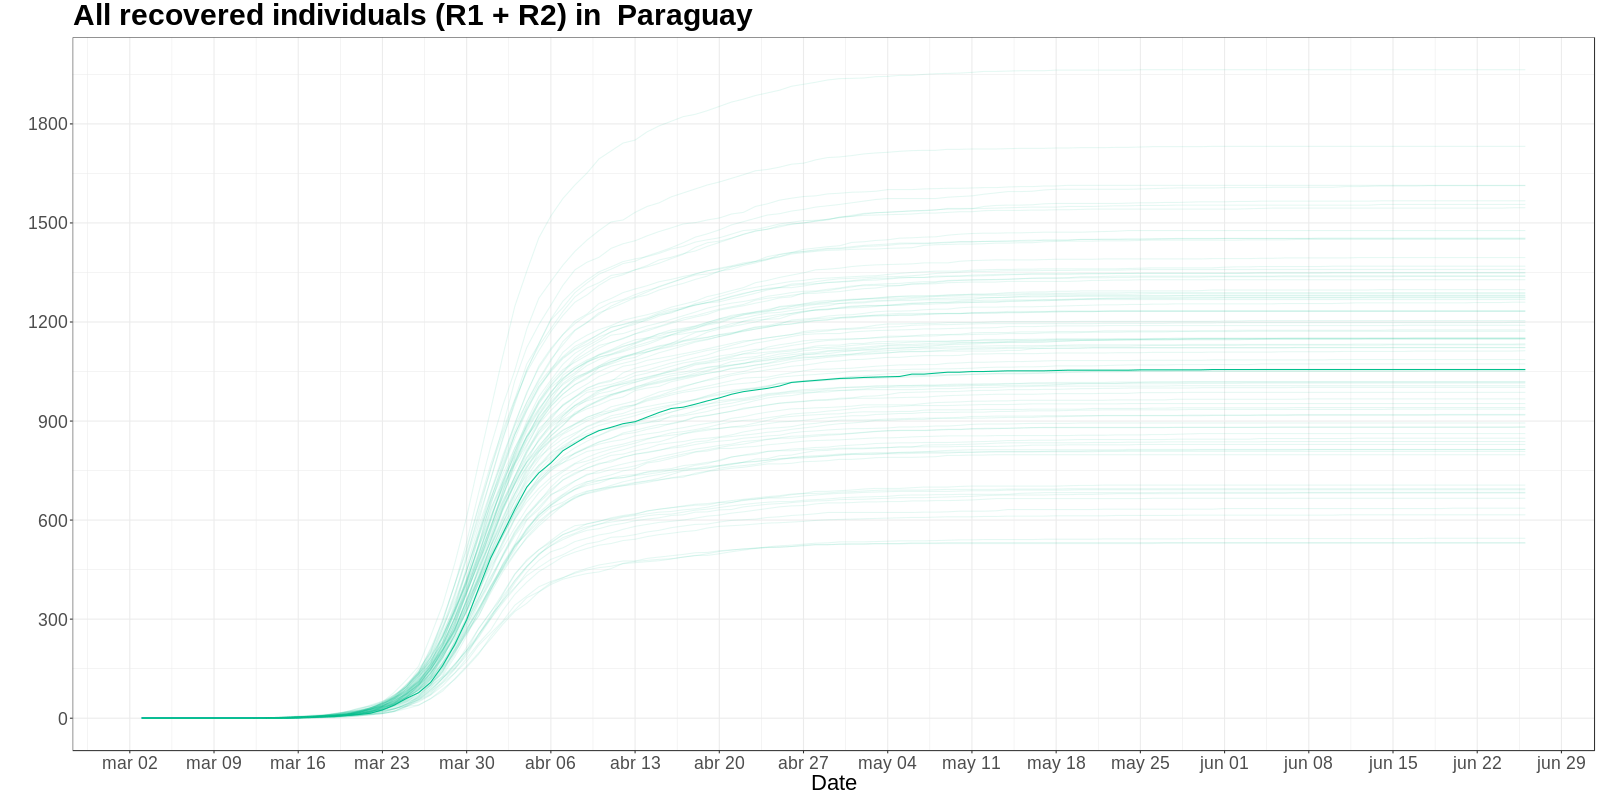 All recovered individuals (R1 + R2) in  Paraguay
1800
1500
1200
900
600
300
0
mar 02 mar 09 mar 16 mar 23 mar 30 abr 06 abr 13 abr 20 abr 27 may 04 may 11 may 18 may 25 jun 01 jun 08 jun 15 jun 22 jun 29
Date